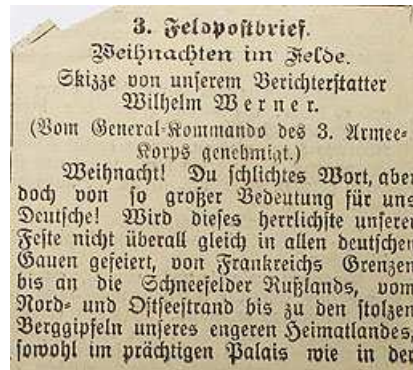 3. Feldpostbrief.
Weihnachten im Felde.
Skizze von unserem Berichterstatter
Wilhelm Werner.
(Vom General-Kommando des 3. Armee-
Korps genehmigt.)
Weihnacht! Du schlichtes Wort, aber
doch von so großer Bedeutung für uns
Deutsche! Wird dieses herrlichste unserer
Feste nicht überall gleich in allen deutschen
Gauen gefeiert, von Frankreichs Grenzen
bis an die Schneefelder Rußlands, vom
Nord- und Ostseestrand bis zu den stolzen
Berggipfeln unseres engeren Heimatlandes,
sowohl im prächtigen Palais wie in der